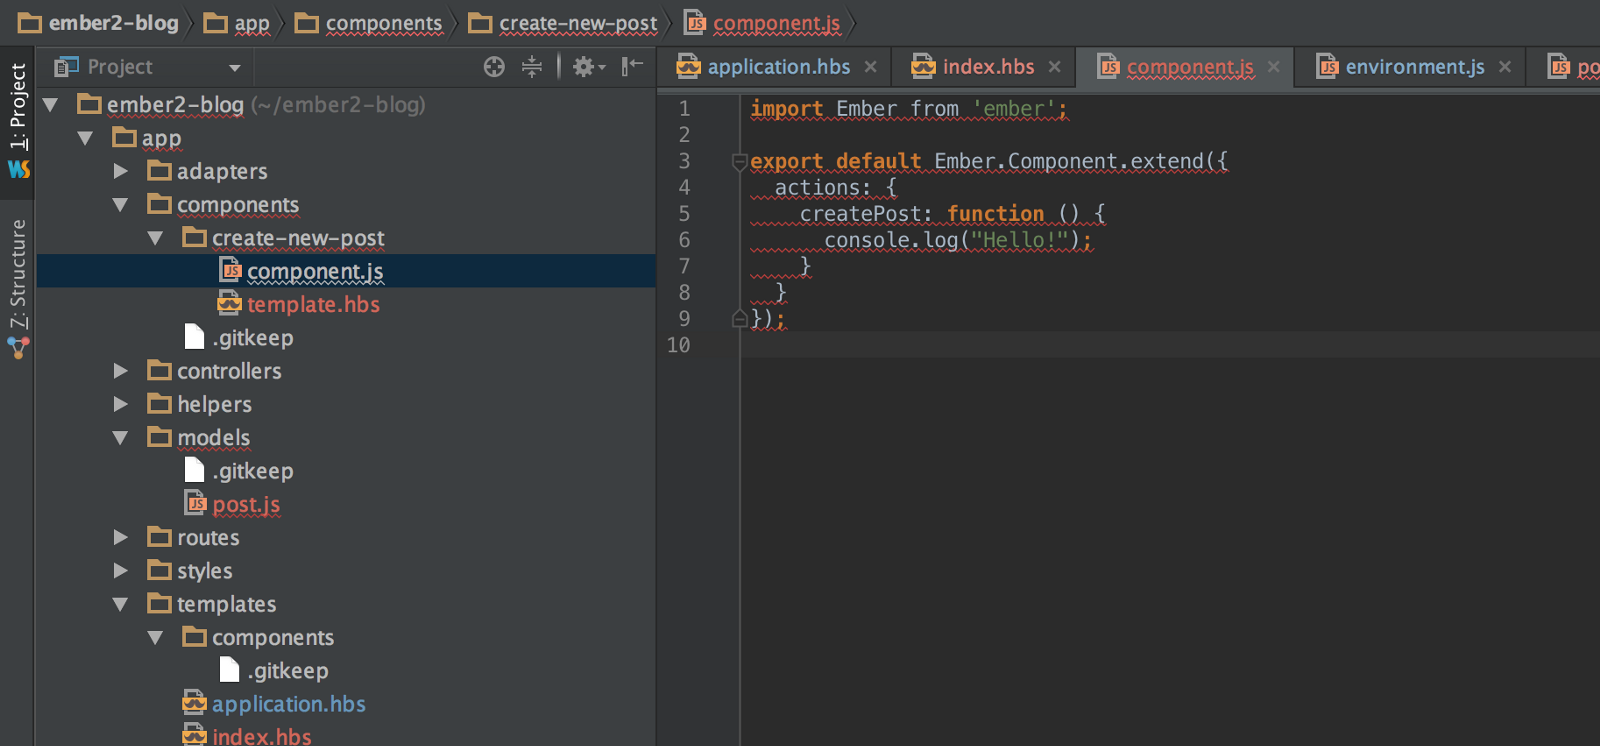 ember2-blog app components create-new-post component.js
1: Project
7: Structure
Project
ember2-blog (~/ember2-blog)
app
adapters
components
create-new-post
component.js
template.hbs
.gitkeep
controllers
helpers
models
.gitkeep
post.js
routes
styles
templates
components
.gitkeep
application.hbs
index.hbs
application.hbs index.hbs component.js environment.js po
1 import Ember from 'ember';
2
3 export default Ember.Component.extend({
4 actions: {
5 createPost: function () {
6 console.log("Hello!");
7 }
8 }
9 });
10